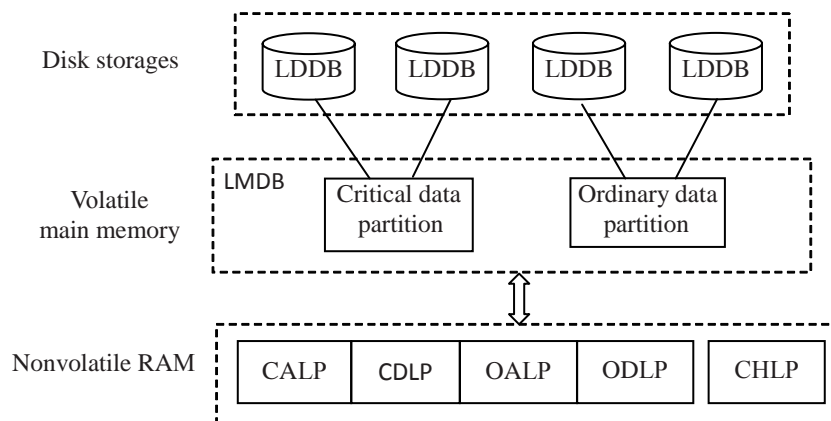 Disk storages
LDDB LDDB LDDB LDDB
LMDB
Volatile
main memory
Critical data
partition
Ordinary data
partition
Nonvolatile RAM
CALP CDLP OALP ODLP CHLP